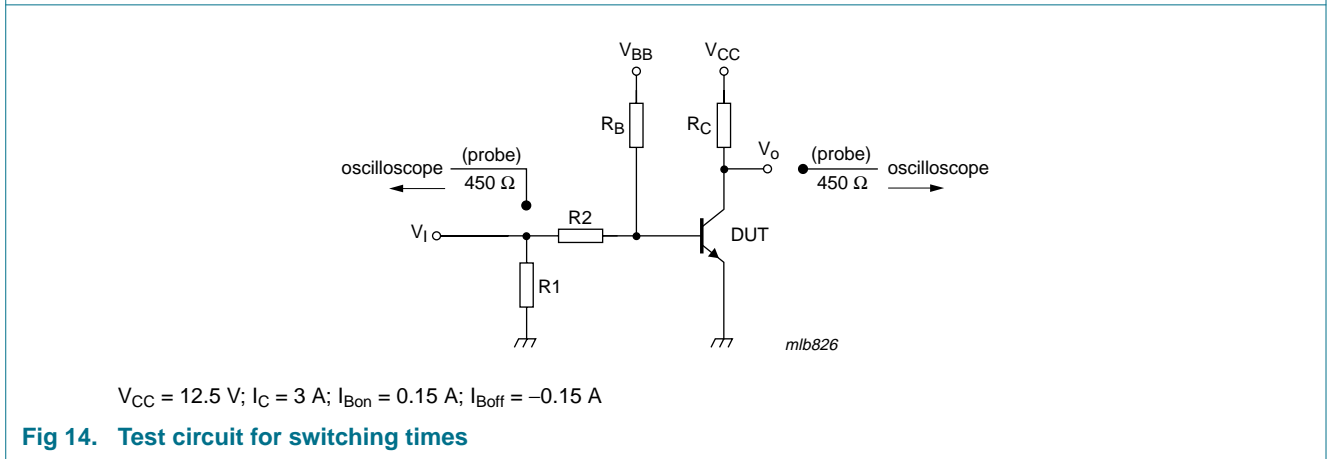 V_BB V_CC
R_B R_C
V_o
(probe) (probe)
oscilloscope oscilloscope
450 Ω 450 Ω
R2
V_I DUT
R1
mlb826
V_CC = 12.5 V; I_C = 3 A; I_Bon = 0.15 A; I_Boff = −0.15 A
Fig 14. Test circuit for switching times